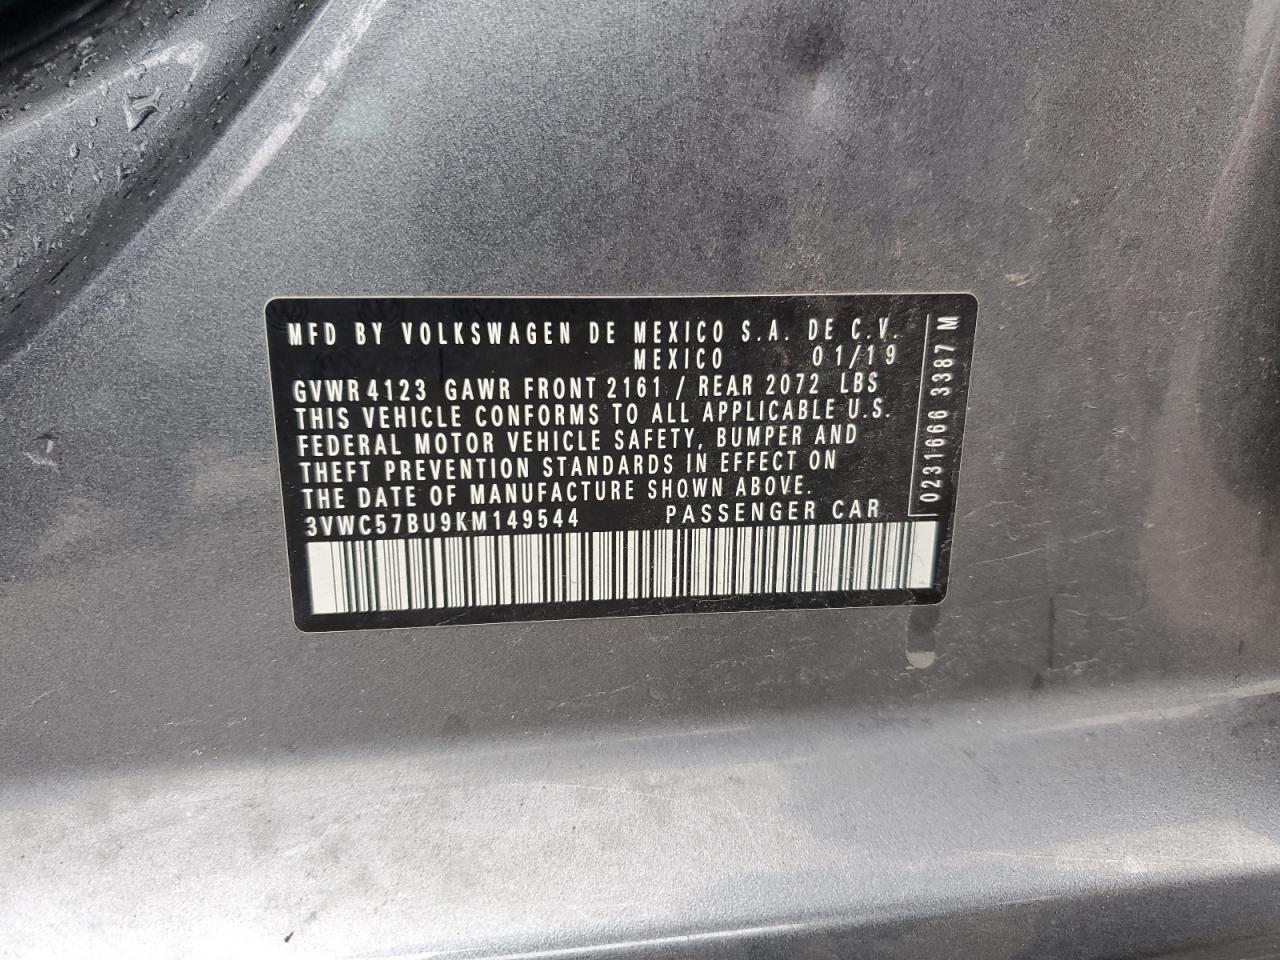 MFD BY VOLKSWAGEN DE MEXICO S.A. DE C.V.
MEXICO 01/19
GVWR 4123 GAWR FRONT 2161 / REAR 2072 LBS
THIS VEHICLE CONFORMS TO ALL APPLICABLE U.S.
FEDERAL MOTOR VEHICLE SAFETY, BUMPER AND
THEFT PREVENTION STANDARDS IN EFFECT ON
THE DATE OF MANUFACTURE SHOWN ABOVE.
3VWC57BU9KM149544 PASSENGER CAR
0231666 3387 M